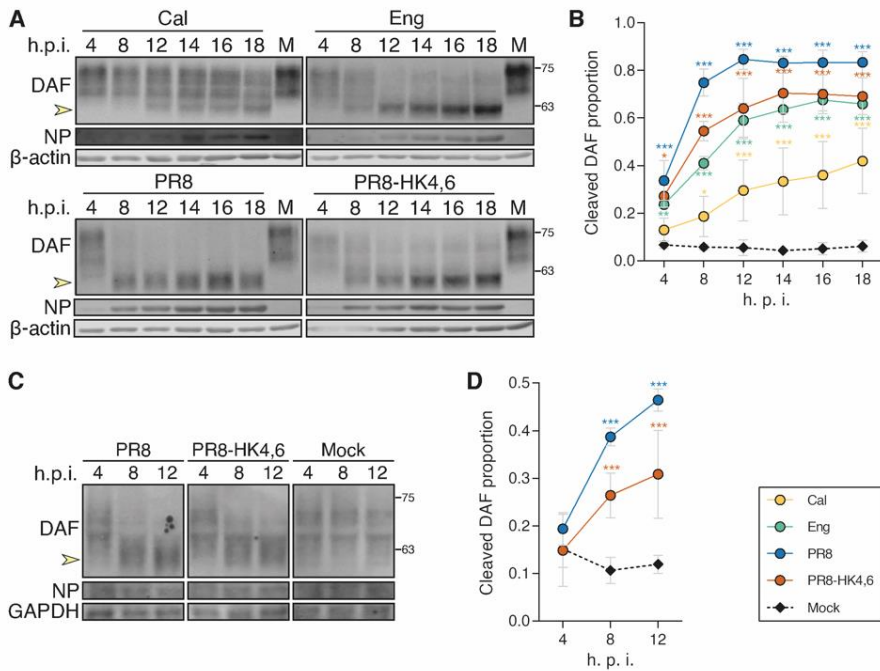 A
Cal Eng
h.p.i. 4 8 12 14 16 18 M 4 8 12 14 16 18 M
DAF
75
63
NP
β-actin
PR8 PR8-HK4,6
h.p.i. 4 8 12 14 16 18 M 4 8 12 14 16 18 M
DAF
75
63
NP
β-actin
B
Cleaved DAF proportion
1.0
0.8
0.6
0.4
0.2
0.0
*** *** *** *** *** ***
* *** *** *** *** ***
** *** *** *** *** ***
* *** *** *** ***
4 8 12 14 16 18
h. p. i.
C
PR8 PR8-HK4,6 Mock
h.p.i. 4 8 12 4 8 12 4 8 12
DAF
75
63
NP
GAPDH
D
Cleaved DAF proportion
0.5
0.4
0.3
0.2
0.1
0.0
*** ***
*** ***
4 8 12
h. p. i.
Cal
Eng
PR8
PR8-HK4,6
Mock